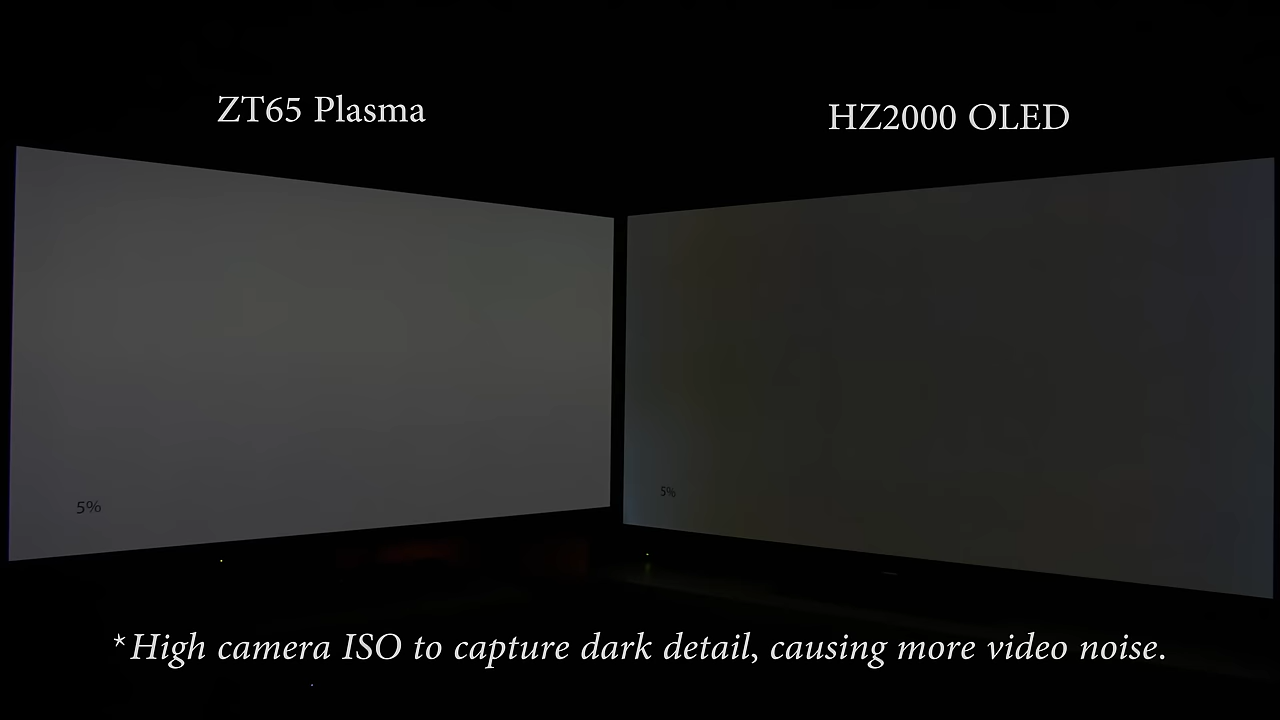 ZT65 Plasma
HZ2000 OLED
5%
5%
*High camera ISO to capture dark detail, causing more video noise.